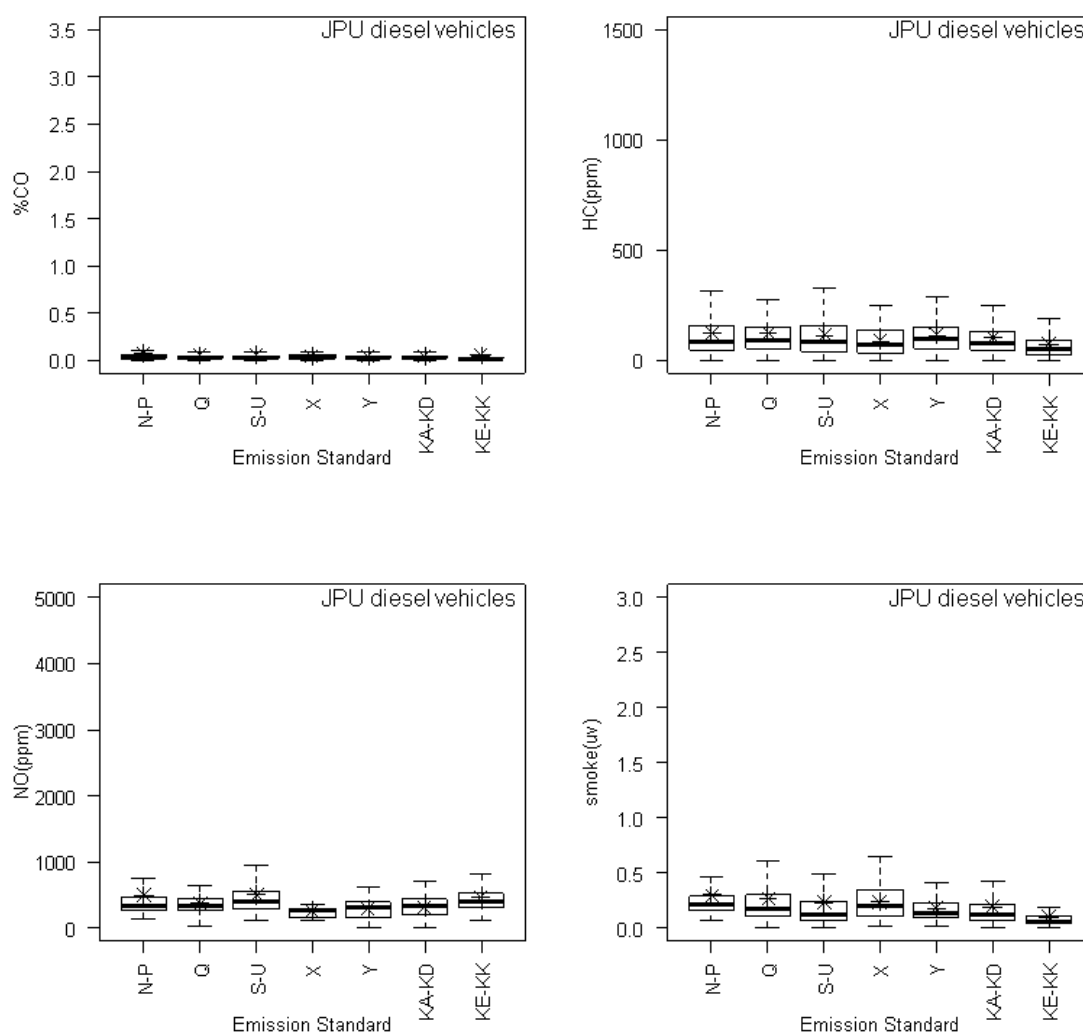 JPU diesel vehicles
%CO
3.5
3.0
2.5
2.0
1.5
1.0
0.5
0.0
N-P
Q
S-U
X
Y
KA-KD
KE-KK
Emission Standard
JPU diesel vehicles
HC(ppm)
1500
1000
500
0
N-P
Q
S-U
X
Y
KA-KD
KE-KK
Emission Standard
JPU diesel vehicles
NO(ppm)
5000
4000
3000
2000
1000
0
N-P
Q
S-U
X
Y
KA-KD
KE-KK
Emission Standard
JPU diesel vehicles
smoke(uv)
3.0
2.5
2.0
1.5
1.0
0.5
0.0
N-P
Q
S-U
X
Y
KA-KD
KE-KK
Emission Standard